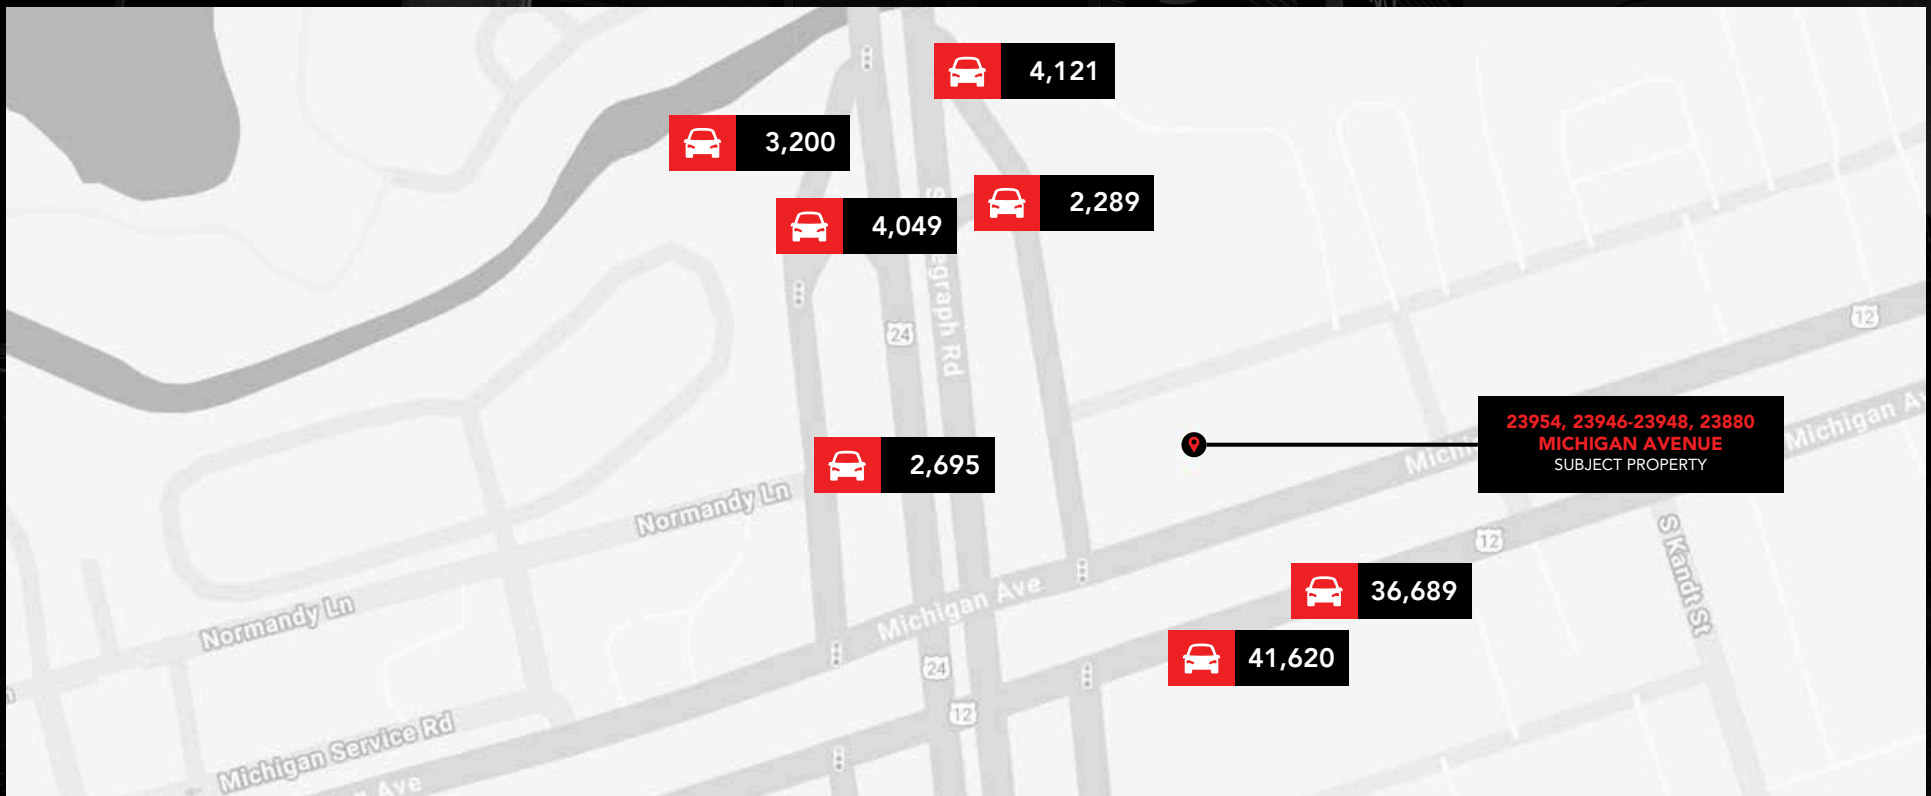 4,121
3,200
2,289
4,049
24
Rd
12
23954, 23946-23948, 23880
MICHIGAN AVENUE
SUBJECT PROPERTY
Michigan
2,695
Normandy Ln
12
S Kandt St
36,689
Michigan Ave
Normandy Ln
41,620
24
12
Michigan Service Rd
Ave